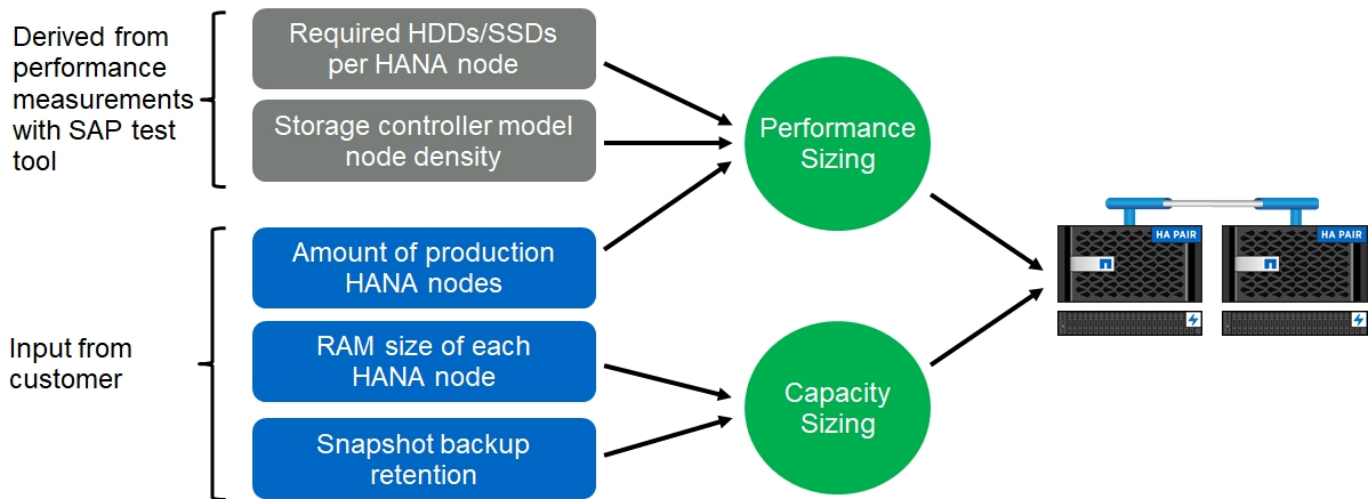 Derived from
performance
measurements
with SAP test
tool
Required HDDs/SSDs
per HANA node
Storage controller model
node density
Performance
Sizing
Input from
customer
Amount of production
HANA nodes
RAM size of each
HANA node
Snapshot backup
retention
Capacity
Sizing
HA PAIR
HA PAIR